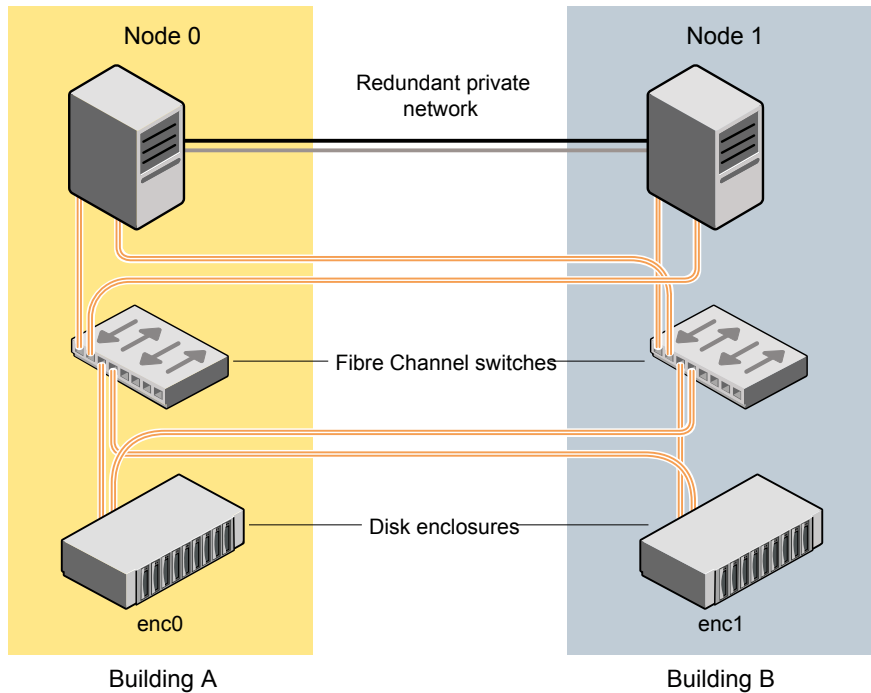 Node 0
Node 1
Redundant private
network
Fibre Channel switches
Disk enclosures
enc0
enc1
Building A
Building B